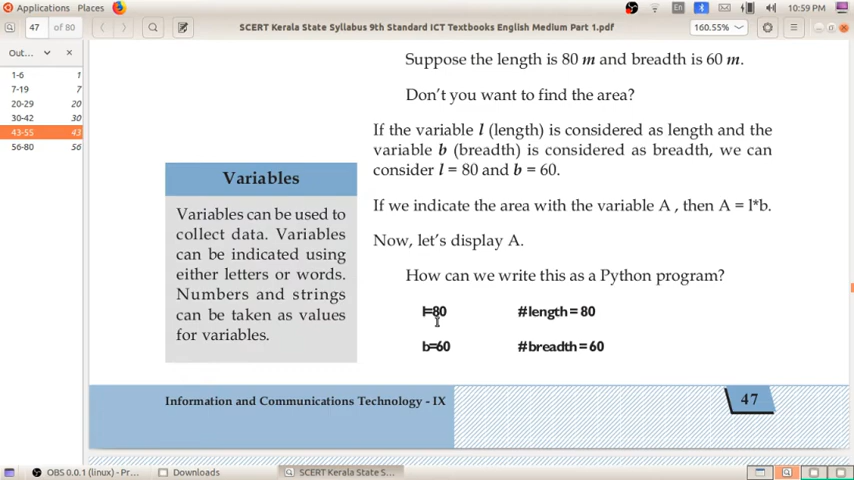 Applications Places En 10:59 PM
47 of 80 SCERT Kerala State Syllabus 9th Standard ICT Textbooks English Medium Part 1.pdf 160.55%
Out...
1-6 1
7-19 7
20-29 20
30-42 30
43-55 43
56-80 56
Suppose the length is 80 m and breadth is 60 m.
Don't you want to find the area?
If the variable l (length) is considered as length and the
variable b (breadth) is considered as breadth, we can
consider l = 80 and b = 60.
If we indicate the area with the variable A , then A = l*b.
Now, let's display A.
How can we write this as a Python program?
l=80 #length = 80
b=60 #breadth = 60
Variables
Variables can be used to
collect data. Variables
can be indicated using
either letters or words.
Numbers and strings
can be taken as values
for variables.
Information and Communications Technology - IX
47
OBS 0.0.1 (linux) - Pr... Downloads SCERT Kerala State S...